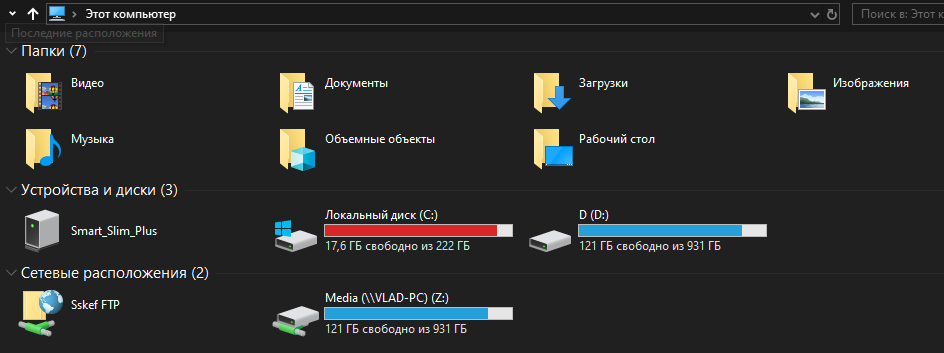 Этот компьютер
Поиск в: Этот к
Последние расположения
Папки (7)
Видео
Документы
Загрузки
Изображения
Музыка
Объемные объекты
Рабочий стол
Устройства и диски (3)
Smart_Slim_Plus
Локальный диск (C:)
17,6 ГБ свободно из 222 ГБ
D (D:)
121 ГБ свободно из 931 ГБ
Сетевые расположения (2)
Sskef FTP
Media (\\VLAD-PC) (Z:)
121 ГБ свободно из 931 ГБ